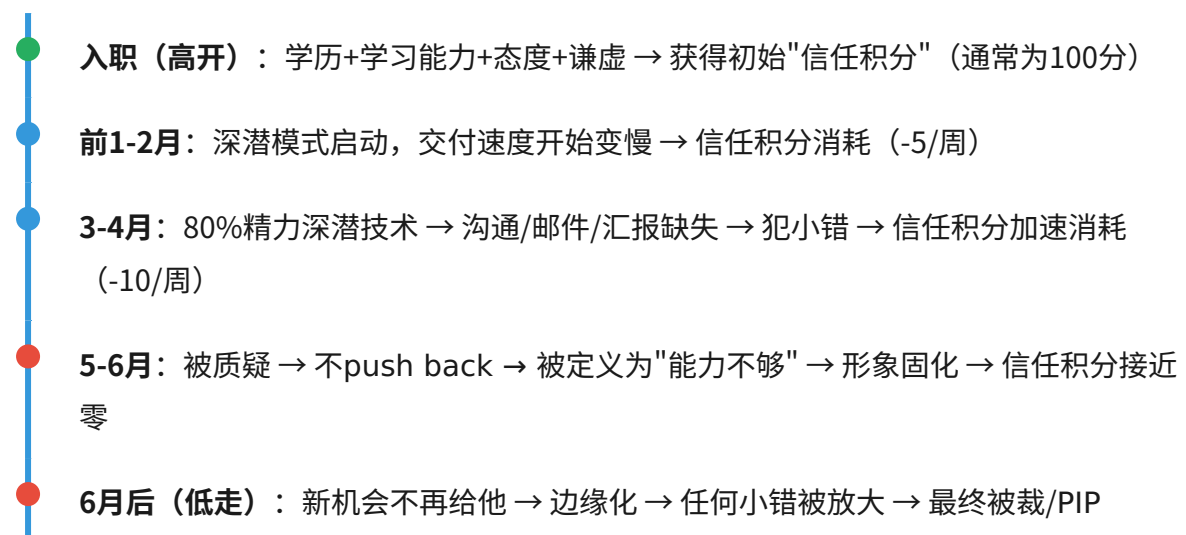 入职（高开）：学历+学习能力+态度+谦虚 → 获得初始"信任积分"（通常为100分）
前1-2月：深潜模式启动，交付速度开始变慢 → 信任积分消耗（-5/周）
3-4月：80%精力深潜技术 → 沟通/邮件/汇报缺失 → 犯小错 → 信任积分加速消耗
（-10/周）
5-6月：被质疑 → 不push back → 被定义为"能力不够" → 形象固化 → 信任积分接近
零
6月后（低走）：新机会不再给他 → 边缘化 → 任何小错被放大 → 最终被裁/PIP